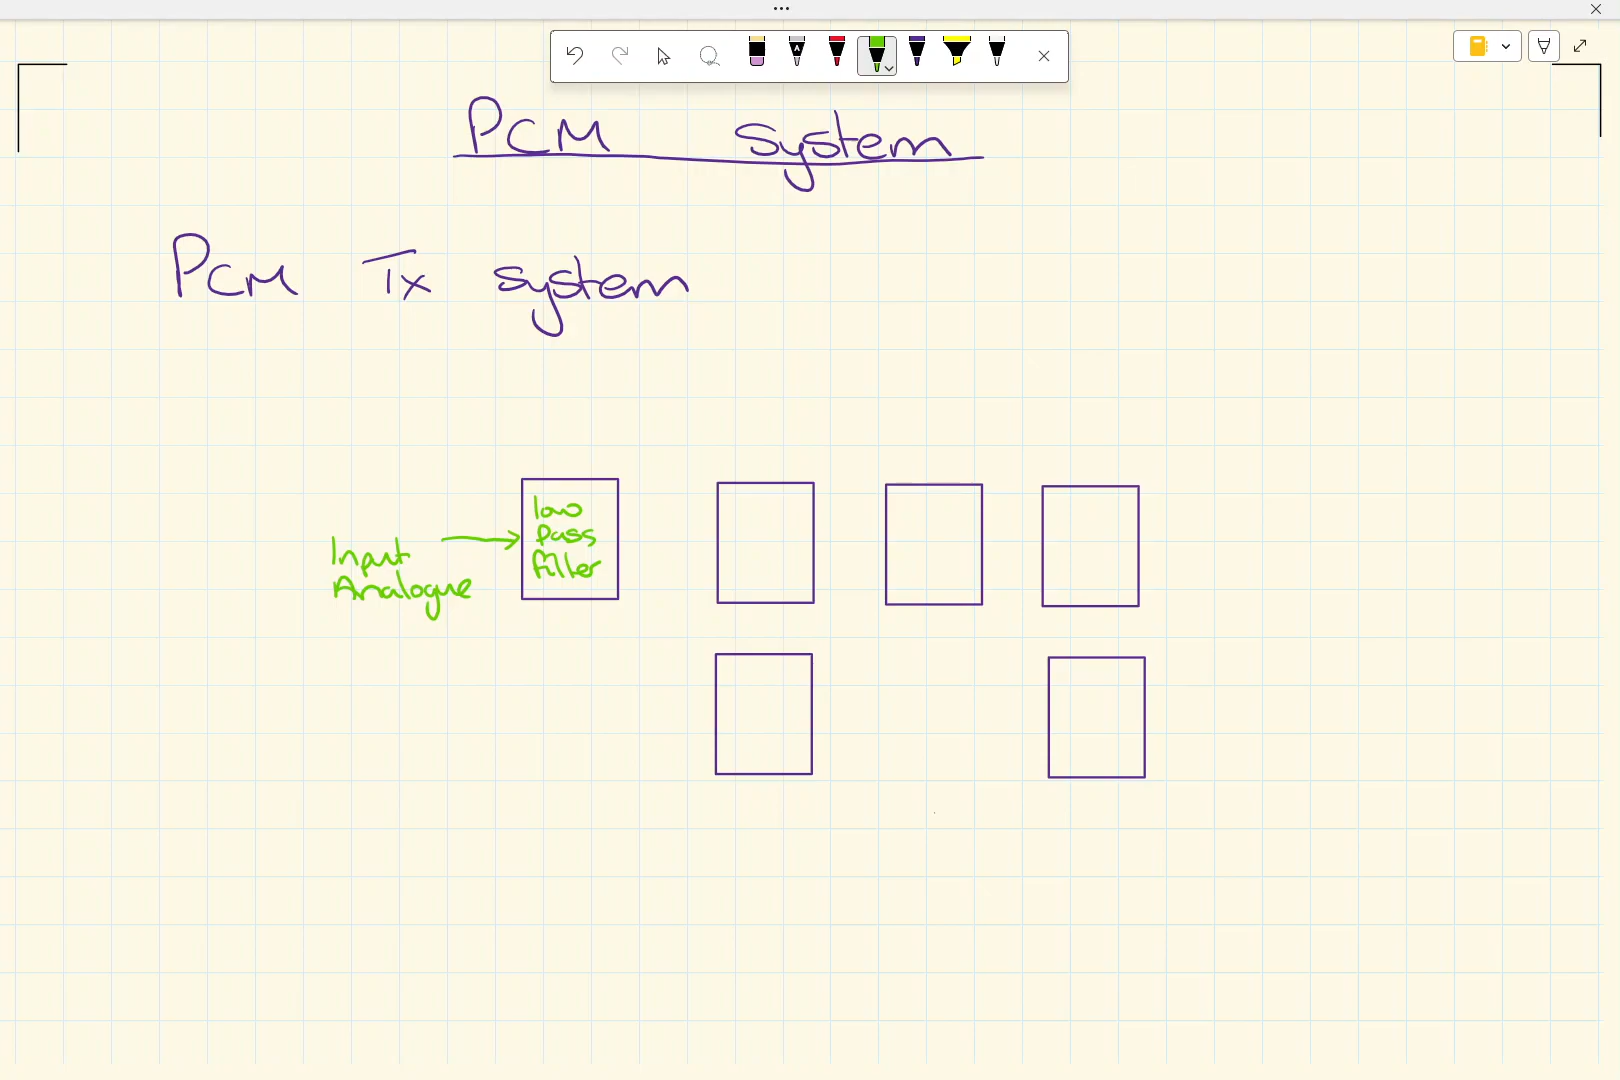 PCM system
PCM Tx system
low
Pass
filter
Input
Analogue